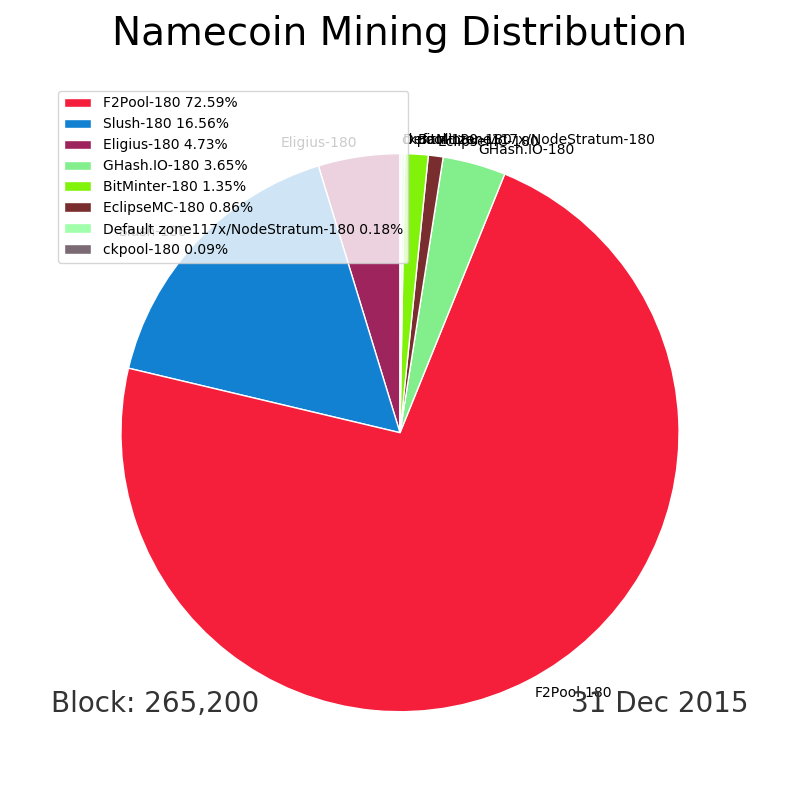 Namecoin Mining Distribution
F2Pool-180 72.59%
Slush-180 16.56%
Eligius-180 4.73%
GHash.IO-180 3.65%
BitMinter-180 1.35%
EclipseMC-180 0.86%
Default-zone117x/NodeStratum-180 0.18%
ckpool-180 0.09%
Eligius-180
GHash.IO-180
F2Pool-180
Block: 265,200
31 Dec 2015